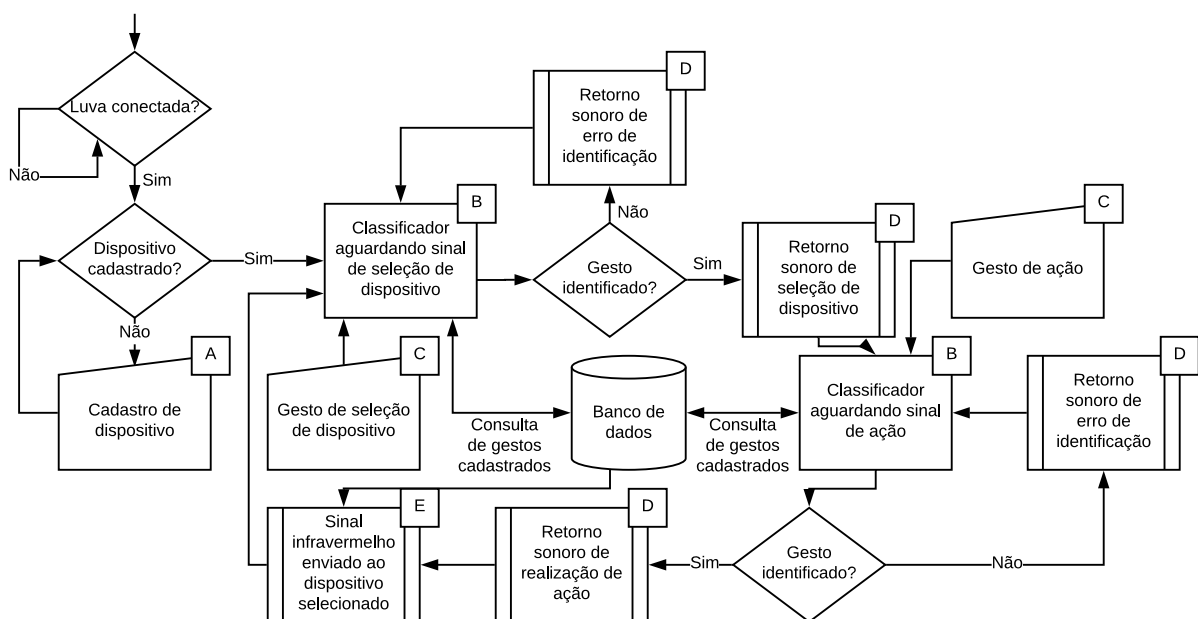 Luva conectada?
Não
Sim
Dispositivo
cadastrado?
Sim
Não
A
Cadastro de
dispositivo
D
Retorno
sonoro de
erro de
identificação
B
Classificador
aguardando sinal
de seleção de
dispositivo
Não
Gesto
identificado?
Sim
D
Retorno
sonoro de
seleção de
dispositivo
C
Gesto de ação
C
Gesto de seleção
de dispositivo
Consulta
de gestos
cadastrados
Banco de
dados
Consulta
de gestos
cadastrados
B
Classificador
aguardando sinal
de ação
D
Retorno
sonoro de
erro de
identificação
E
Sinal
infravermelho
enviado ao
dispositivo
selecionado
D
Retorno
sonoro de
realização de
ação
Sim
Gesto
identificado?
Não